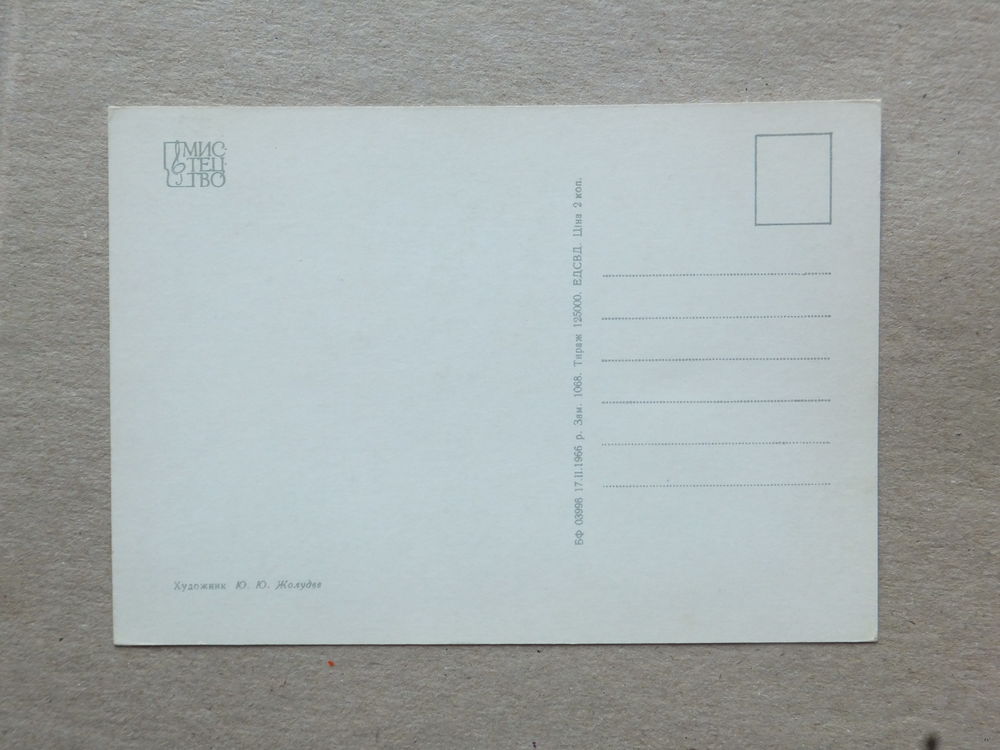 МИС-
ТЕЦ-
ТВО
БФ 03998 17.II.1966 р. Зам. 1068. Тираж 125000. ЕДСВД. Ціна 2 коп.
Художник Ю. Ю. Жолудєв